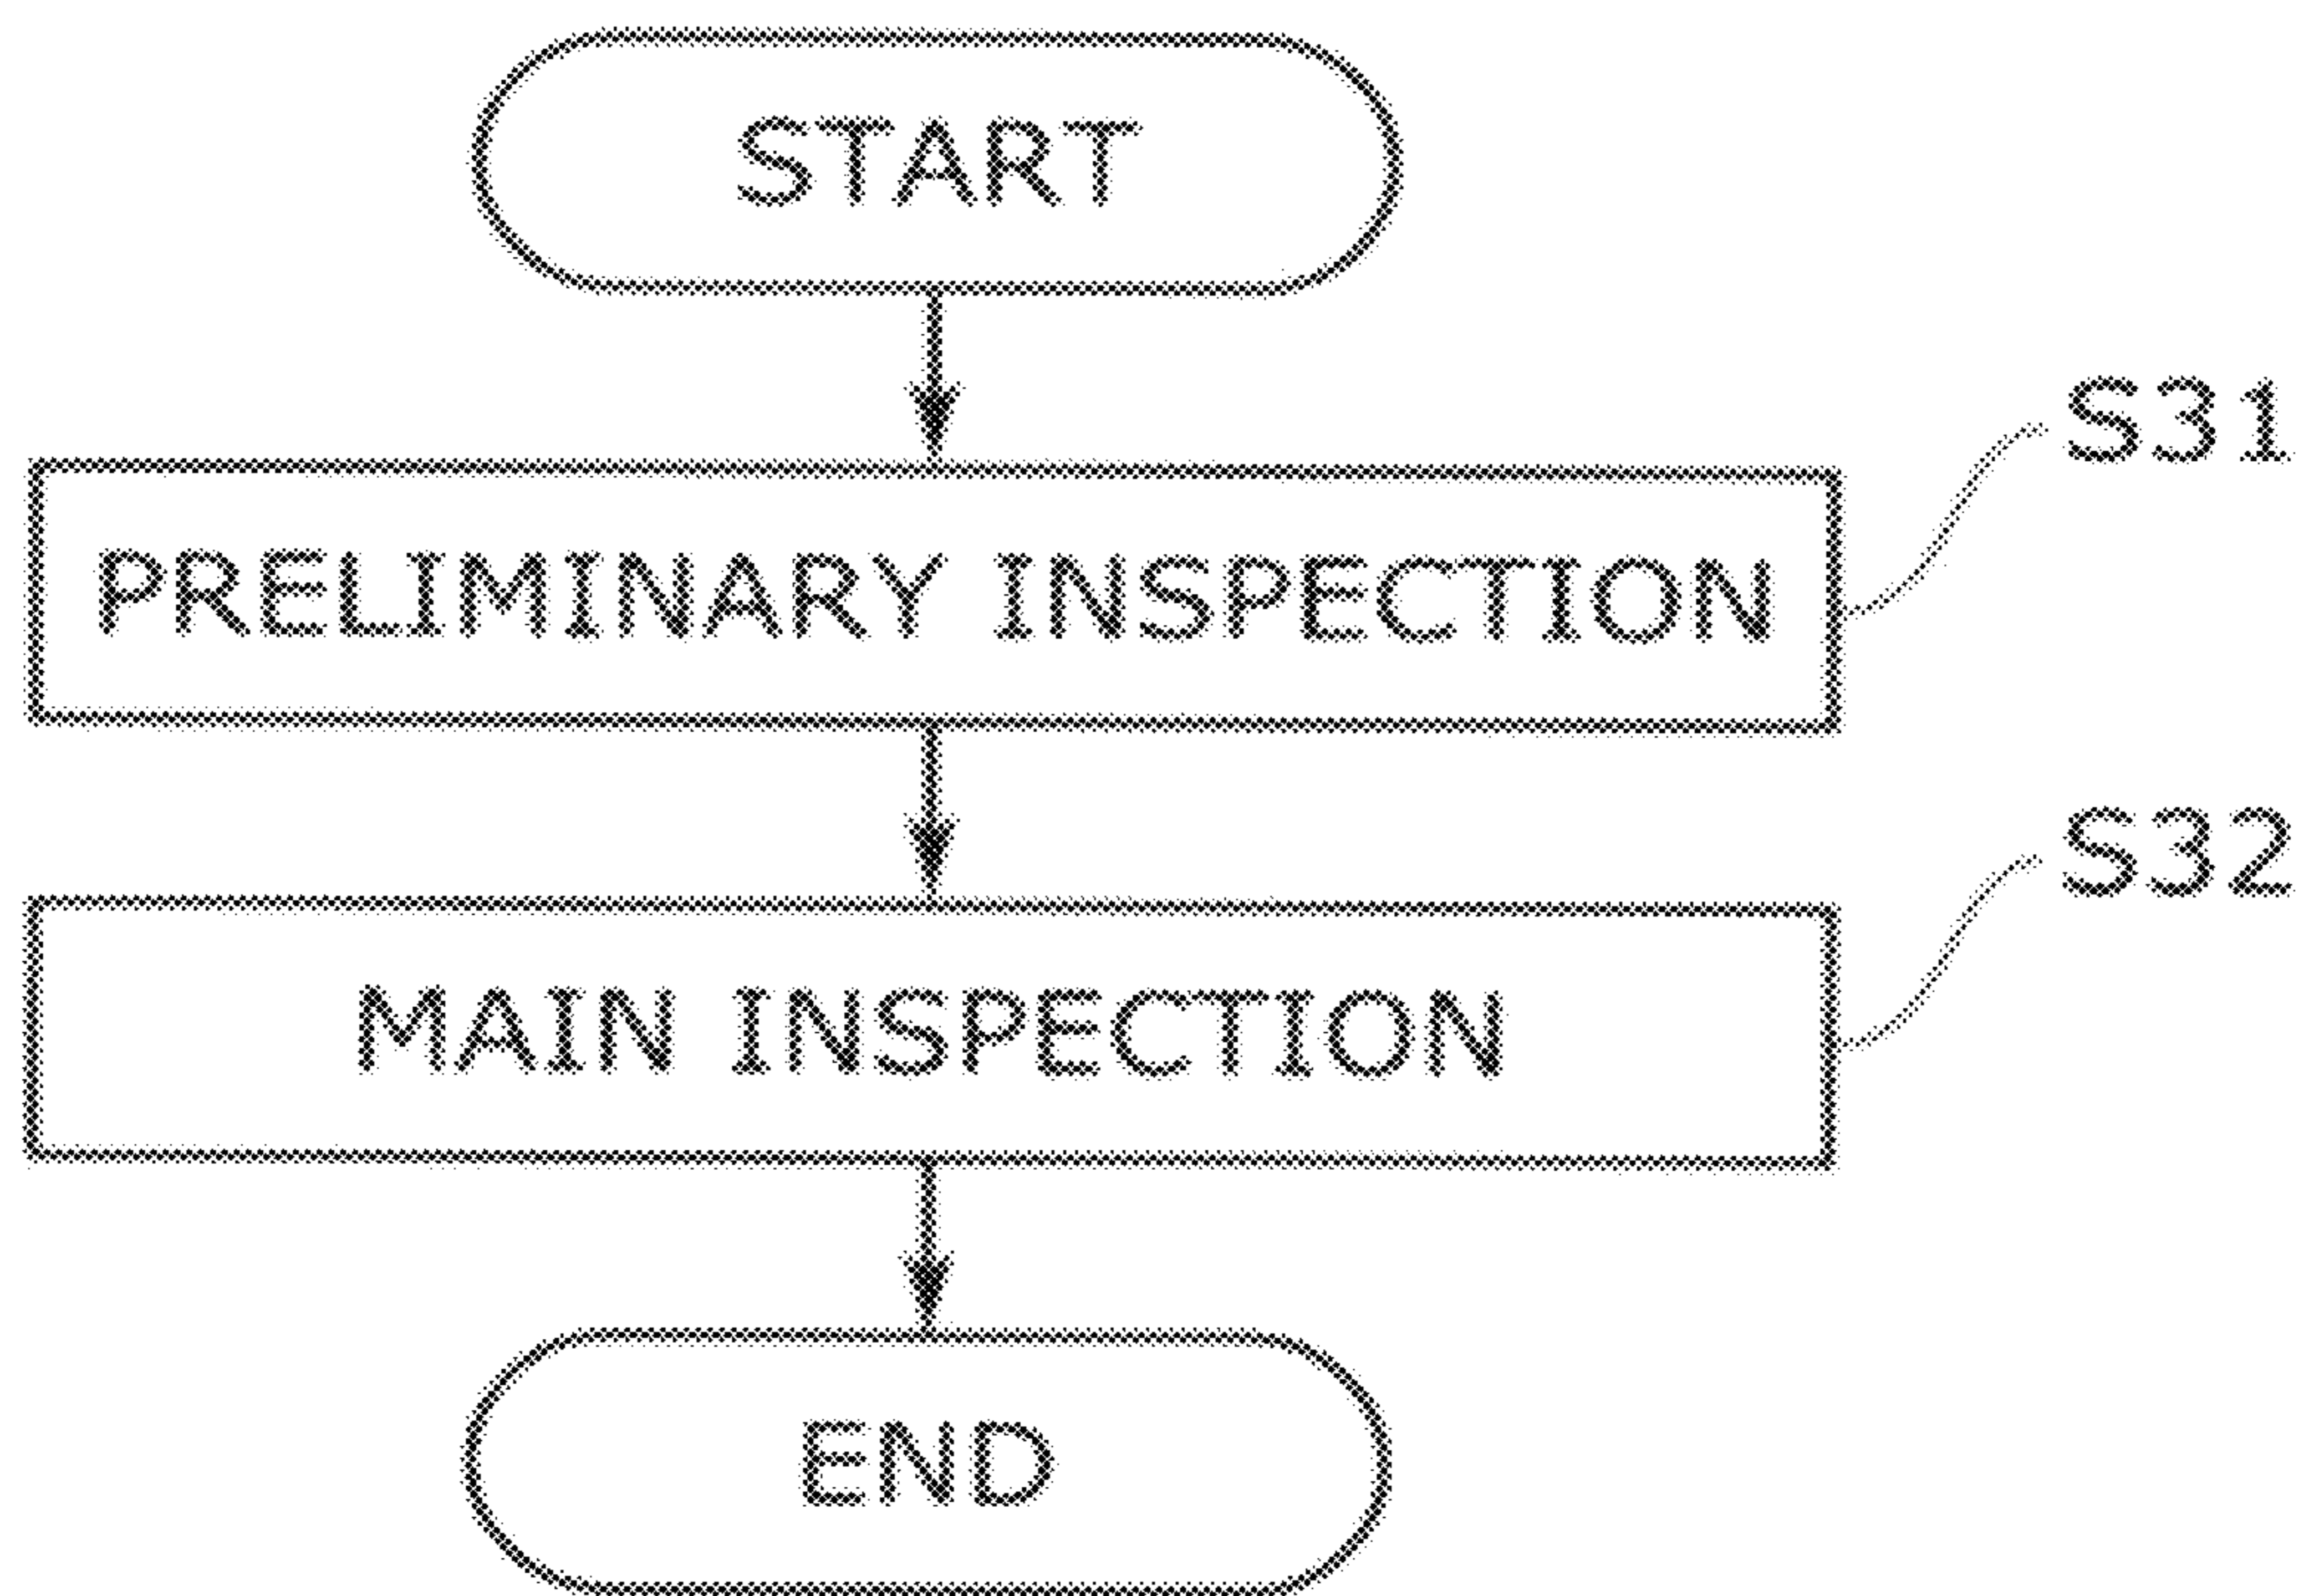 START
S31
PRELIMINARY INSPECTION
S32
MAIN INSPECTION
END